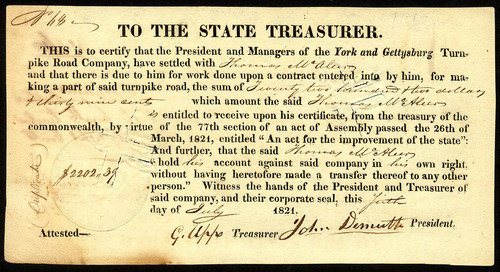 No 68
TO THE STATE TREASURER.
THIS is to certify that the President and Managers of the York and Gettysburg Turn-
pike Road Company, have settled with Thomas McAleer
and that there is due to him for work done upon a contract entered into by him, for ma-
king a part of said turnpike road, the sum of Twenty two hundred & two dollars
& thirty nine cents which amount the said Thomas McAleer
is entitled to receive upon his certificate, from the treasury of the
commonwealth, by virtue of the 77th section of an act of Assembly passed the 26th of
March, 1821, entitled "An act for the improvement of the state":
And further, that the said Thomas McAleer
"hold his account against said company in his own right
$2202.39
without having heretofore made a transfer thereof to any other
person." Witness the hands of the President and Treasurer of
said company, and their corporate seal, this
day of July 1821.
Attested— G. Upp Treasurer John Demuth President.